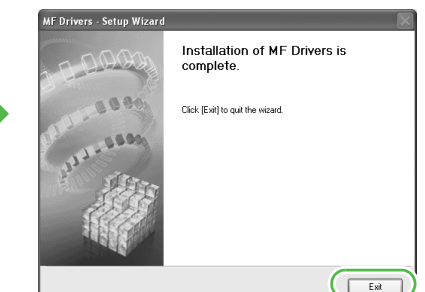 MF Drivers - Setup Wizard
Installation of MF Drivers is
complete.
Click [Exit] to quit the wizard.
Exit